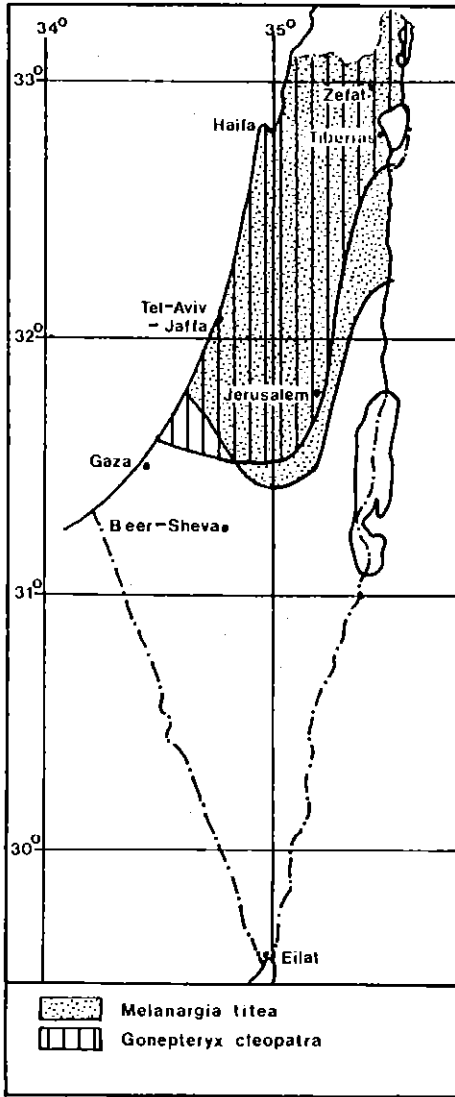 34°
35°
33°
Zefat
Haifa
Tiberias
Tel-Aviv
- Jaffa
32°
Jerusalem
Gaza
Beer-Sheva
31°
30°
Eilat
Melanargia titea
Gonepteryx cleopatra